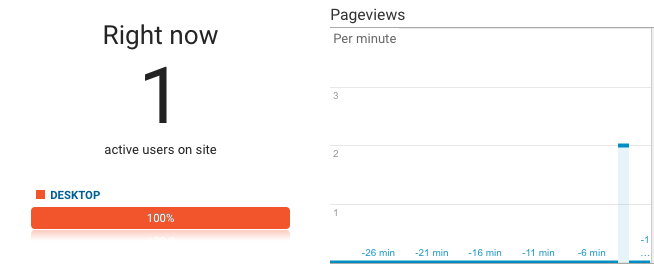 Right now
1
active users on site
DESKTOP
100%
Pageviews
Per minute
3
2
1
-26 min
-21 min
-16 min
-11 min
-6 min
-1
...